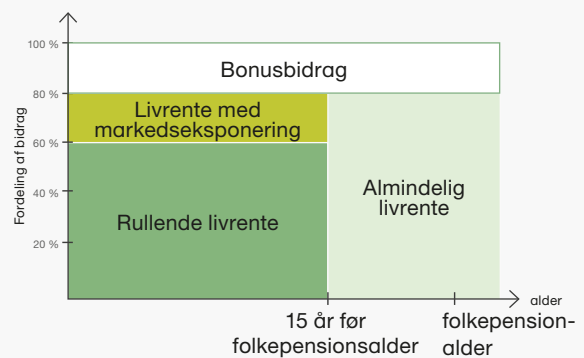 100 %
80 %
60 %
40 %
20 %
Fordeling af bidrag
Bonusbidrag
Livrente med
markedseksponering
Rullende livrente
Almindelig
livrente
alder
15 år før
folkepensionsalder
folkepension-
alder